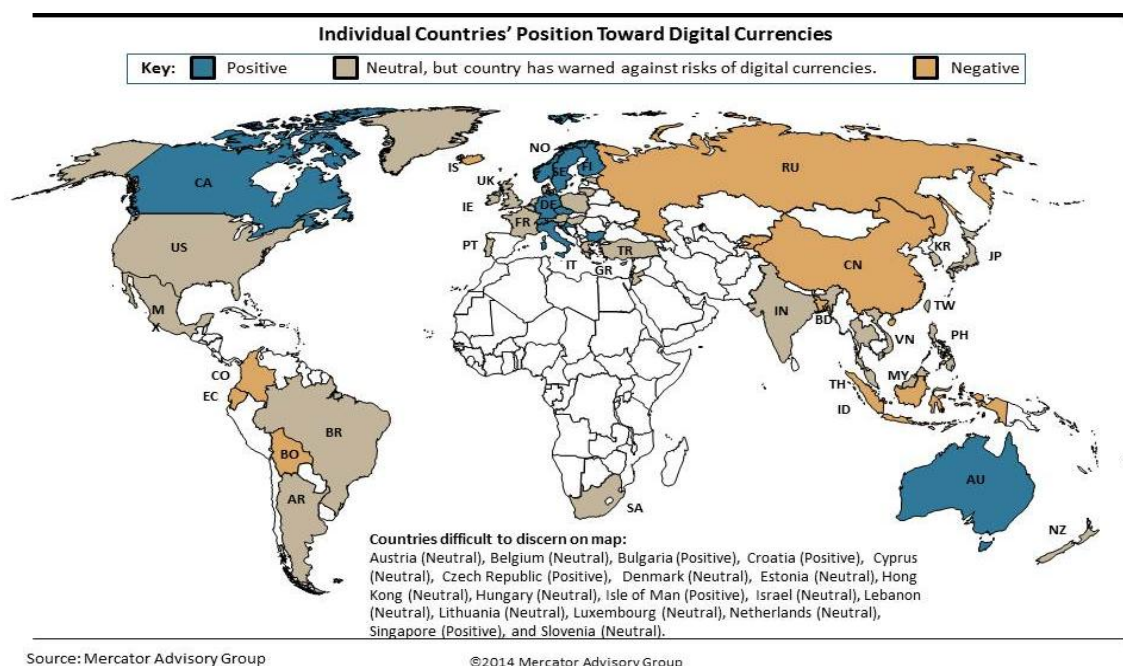 Individual Countries’ Position Toward Digital Currencies
Key: Positive Neutral, but country has warned against risks of digital currencies. Negative
NO
IS
SE
FI
RU
CA
UK
DE
IE
FR
US
PT
TR
KR
JP
IT
GR
CN
M
X
IN
TW
BD
PH
VN
CO
MY
TH
EC
ID
BR
BO
AU
AR
SA
NZ
Countries difficult to discern on map:
Austria (Neutral), Belgium (Neutral), Bulgaria (Positive), Croatia (Positive), Cyprus
(Neutral), Czech Republic (Positive), Denmark (Neutral), Estonia (Neutral), Hong
Kong (Neutral), Hungary (Neutral), Isle of Man (Positive), Israel (Neutral), Lebanon
(Neutral), Lithuania (Neutral), Luxembourg (Neutral), Netherlands (Neutral),
Singapore (Positive), and Slovenia (Neutral).
Source: Mercator Advisory Group ©2014 Mercator Advisory Group